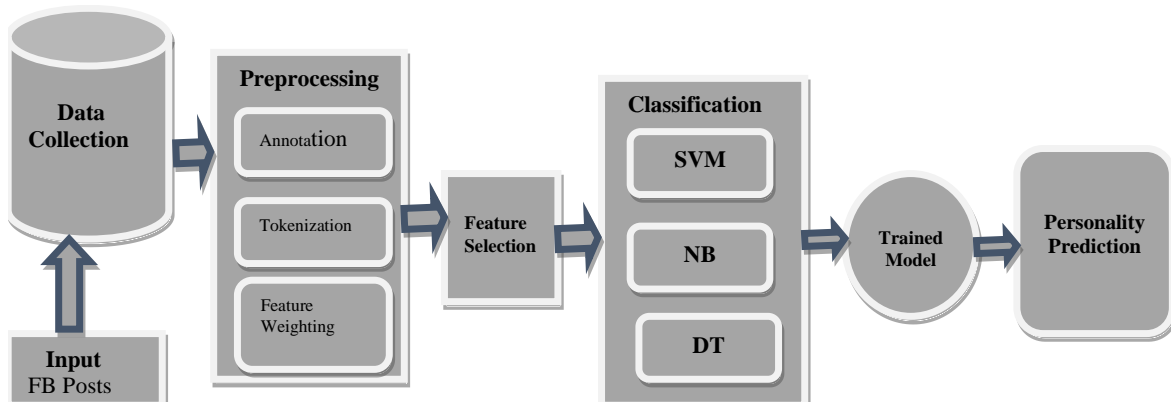 Data
Collection
Input
FB Posts
Preprocessing
Annotation
Tokenization
Feature
Weighting
Feature
Selection
Classification
SVM
NB
DT
Trained
Model
Personality
Prediction